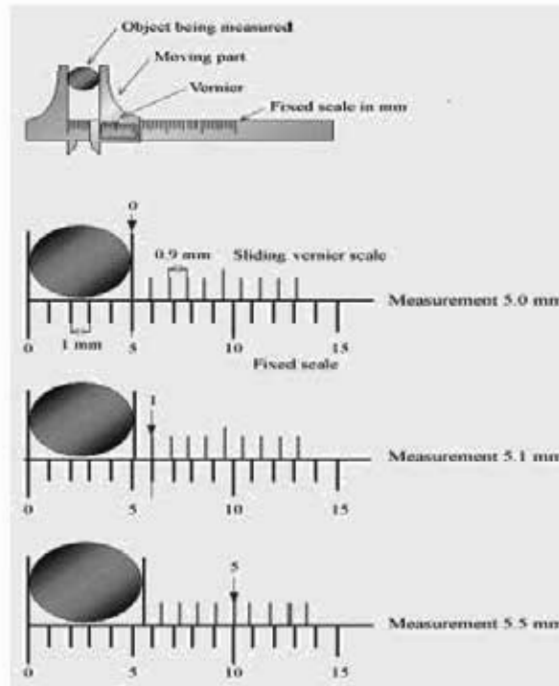 Object being measured
Moving part
Vernier
Fixed scale in mm
0
0.9 mm
Sliding vernier scale
Measurement 5.0 mm
0
5
10
15
1 mm
Fixed scale
1
Measurement 5.1 mm
0
5
10
15
5
Measurement 5.5 mm
0
5
10
15